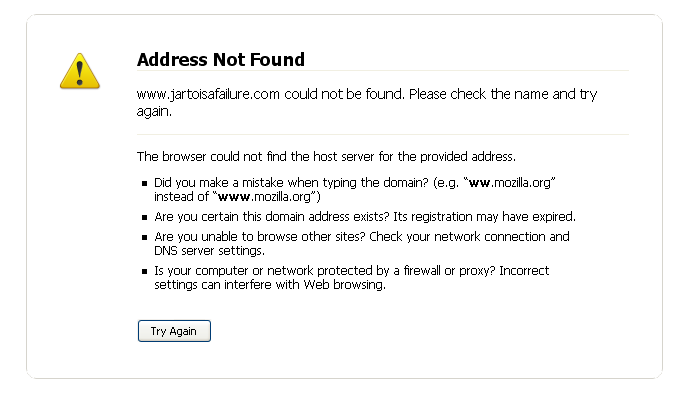 Address Not Found
www.jartoisafailure.com could not be found. Please check the name and try
again.
The browser could not find the host server for the provided address.
Did you make a mistake when typing the domain? (e.g. "ww.mozilla.org"
instead of "www.mozilla.org")
Are you certain this domain address exists? Its registration may have expired.
Are you unable to browse other sites? Check your network connection and
DNS server settings.
Is your computer or network protected by a firewall or proxy? Incorrect
settings can interfere with Web browsing.
Try Again